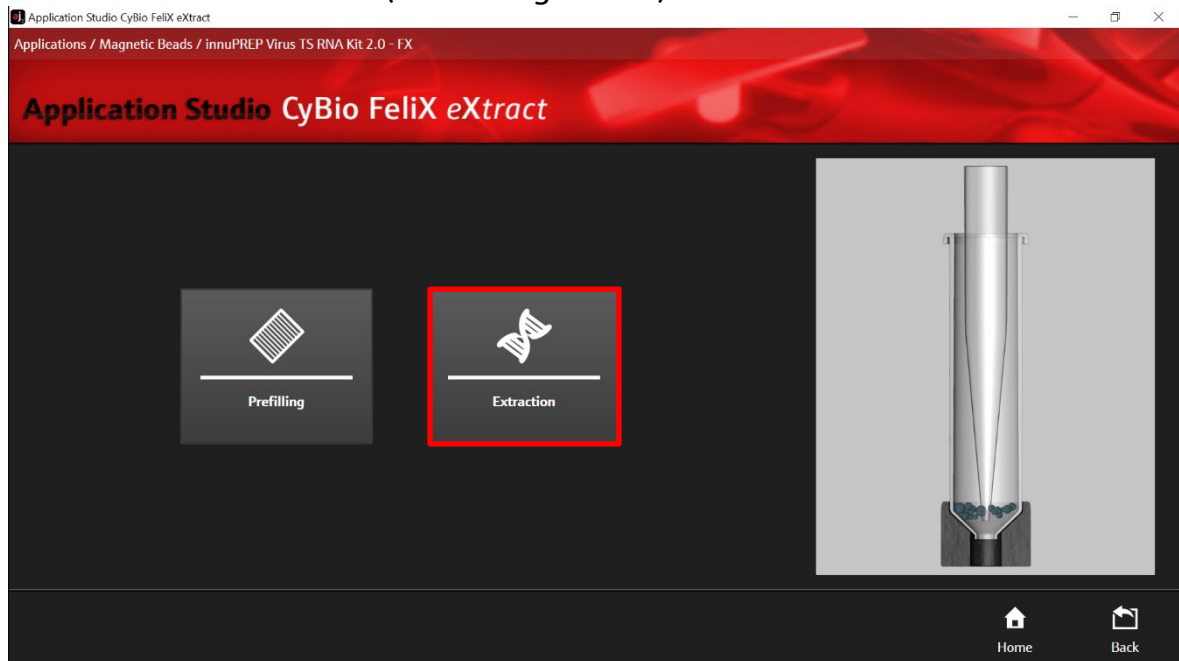 Application Studio CyBio FeliX eXtract
Applications / Magnetic Beads / innuPREP Virus TS RNA Kit 2.0 - FX
Application Studio CyBio FeliX eXtract
Prefilling
Extraction
Home
Back